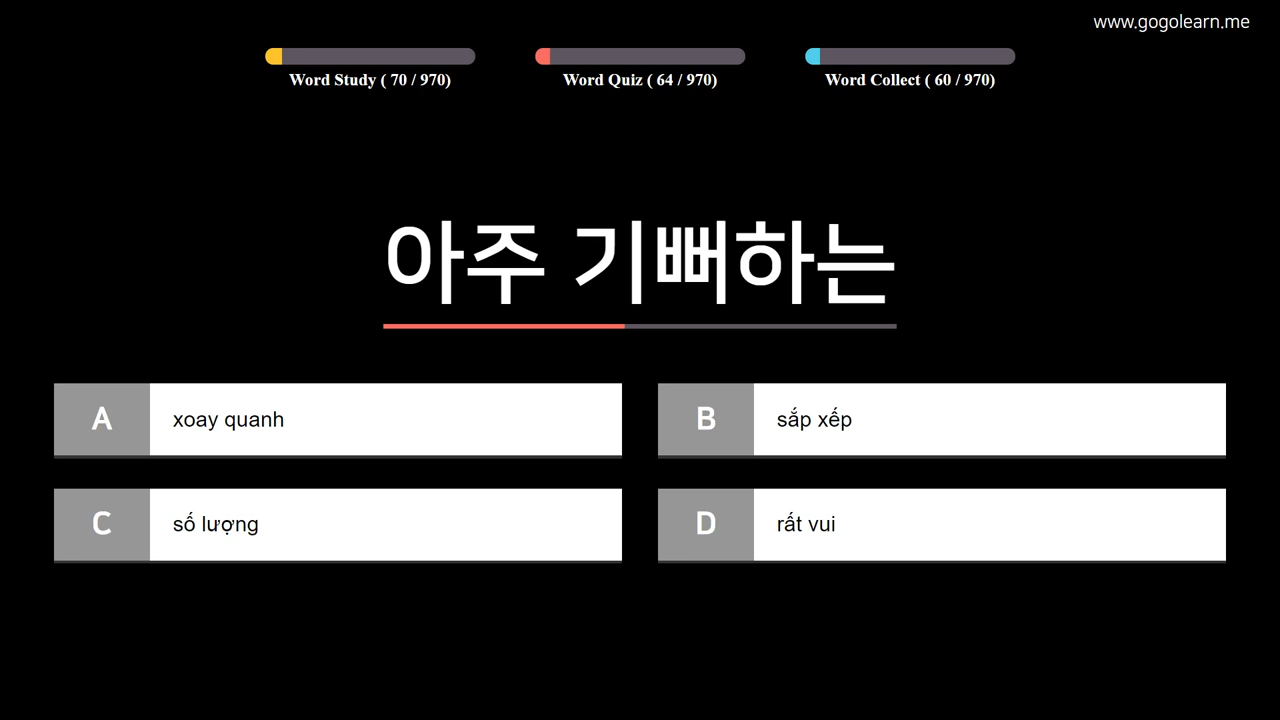 www.gogolearn.me
Word Study ( 70 / 970)
Word Quiz ( 64 / 970)
Word Collect ( 60 / 970)
아주 기뻐하는
A xoay quanh
B sắp xếp
C số lượng
D rất vui